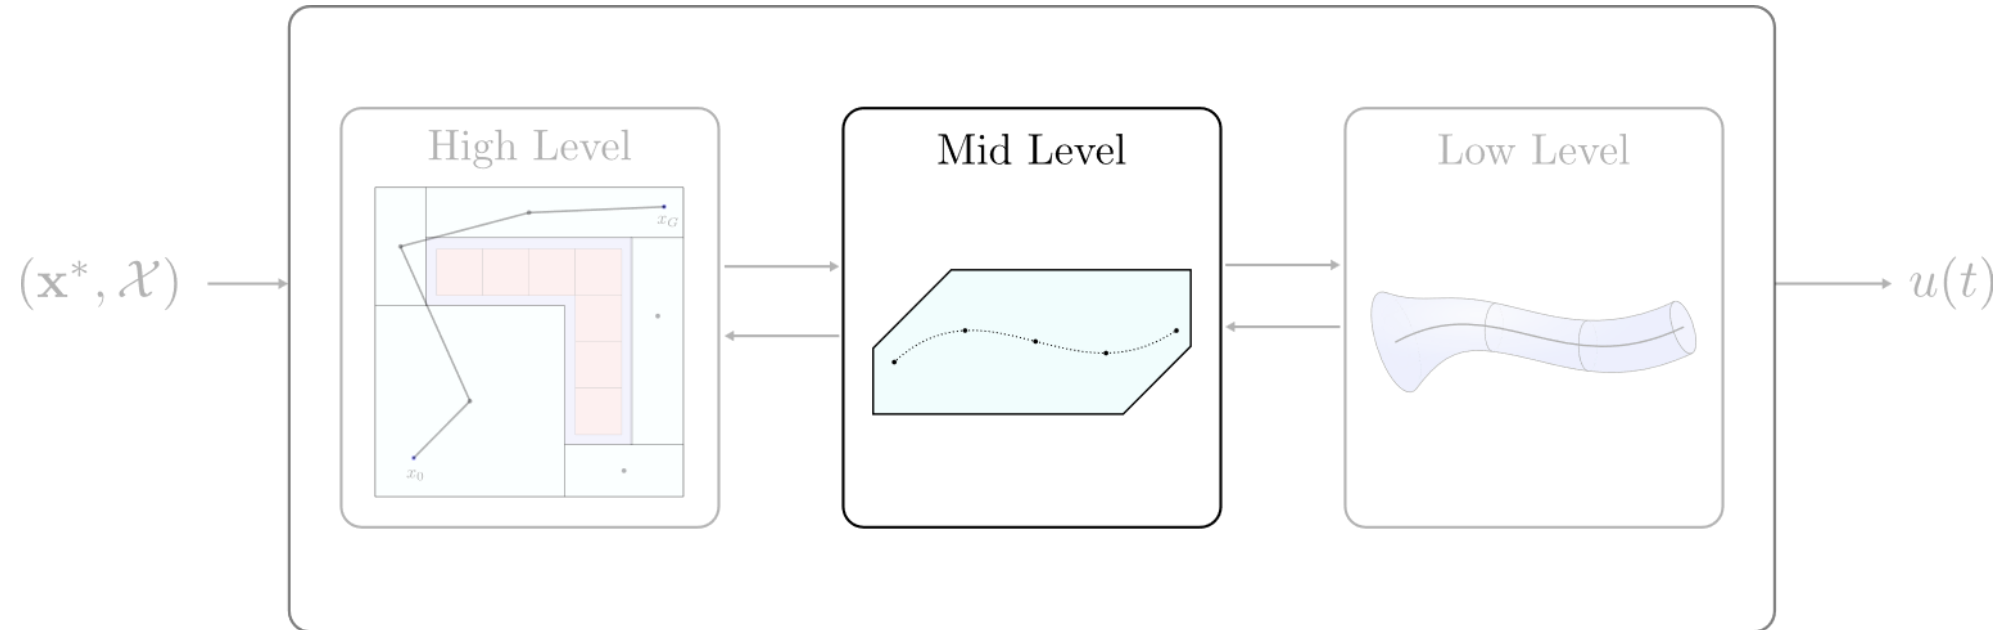 (𝐱*, 𝒳)
High Level
x_G
x_0
Mid Level
Low Level
u(t)